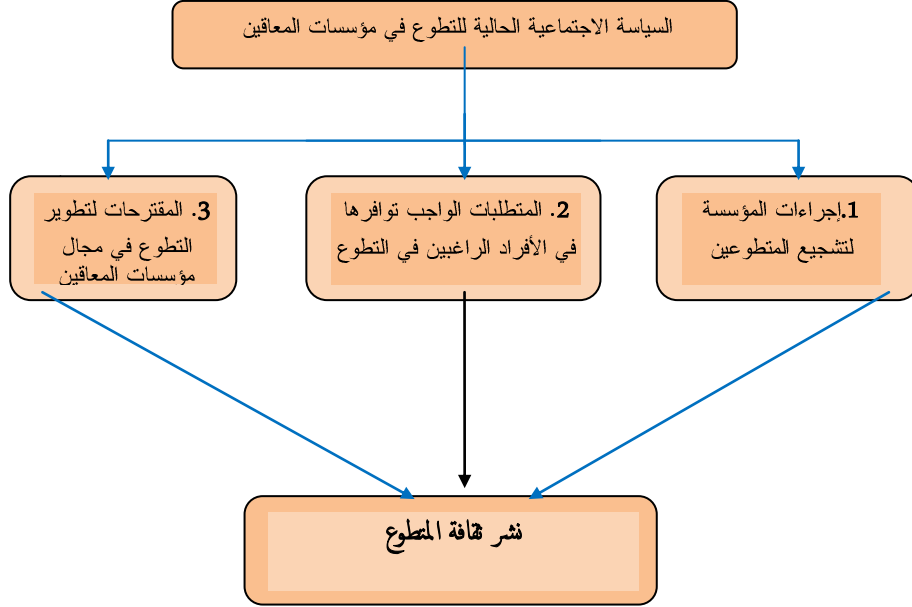 السياسة الاجتماعية الحالية للتطوع في مؤسسات المعاقين
1.إجراءات المؤسسة
لتشجيع المتطوعين
2. المتطلبات الواجب توافرها
في الأفراد الراغبين في التطوع
3. المقترحات لتطوير
التطوع في مجال
مؤسسات المعاقين
نشر ثقافة المتطوع